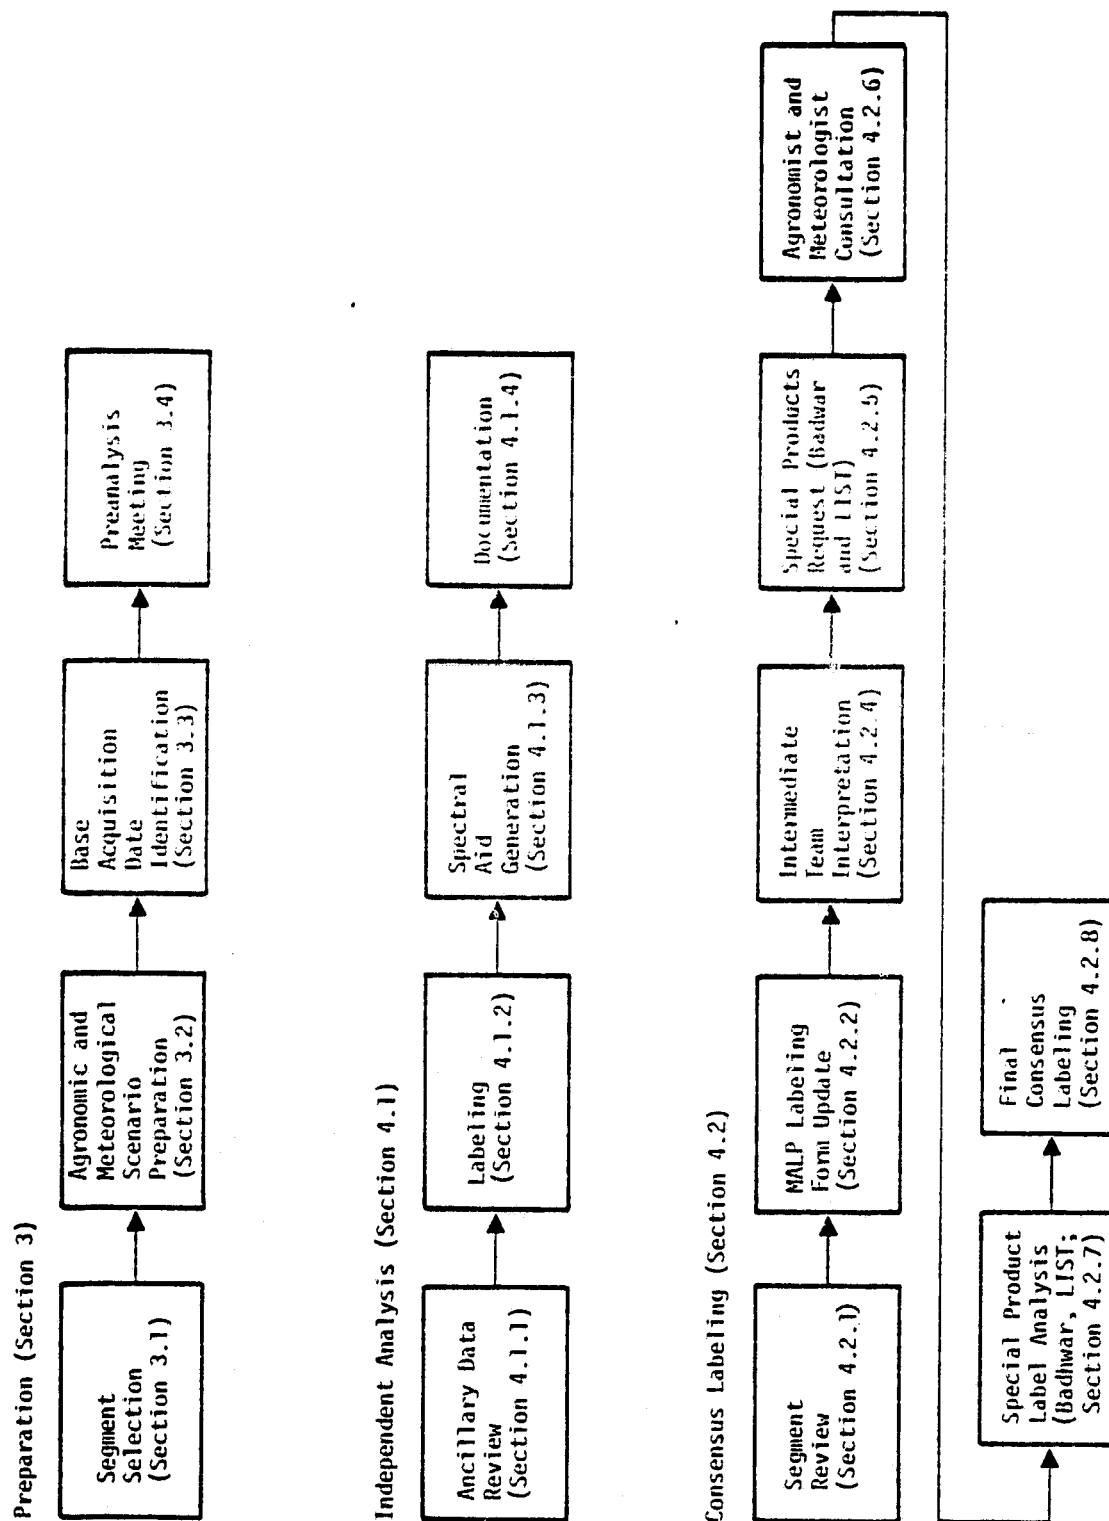 Preparation (Section 3)
Segment
Selection
(Section 3.1)
Agronomic and
Meteorological
Scenario
Preparation
(Section 3.2)
Base
Acquisition
Date
Identification
(Section 3.3)
Preanalysis
Meeting
(Section 3.4)
Independent Analysis (Section 4.1)
Ancillary Data
Review
(Section 4.1.1)
Labeling
(Section 4.1.2)
Spectral
Aid
Generation
(Section 4.1.3)
Documentation
(Section 4.1.4)
Consensus Labeling (Section 4.2)
Segment
Review
(Section 4.2.1)
MALP Labeling
Form Update
(Section 4.2.2)
Intermediate
Team
Interpretation
(Section 4.2.4)
Special Products
Request (Badwar
and LIST)
(Section 4.2.5)
Agronomist and
Meteorologist
Consultation
(Section 4.2.6)
Special Product
Label Analysis
(Badhwar, LIST;
Section 4.2.7)
Final
Consensus
Labeling
(Section 4.2.8)